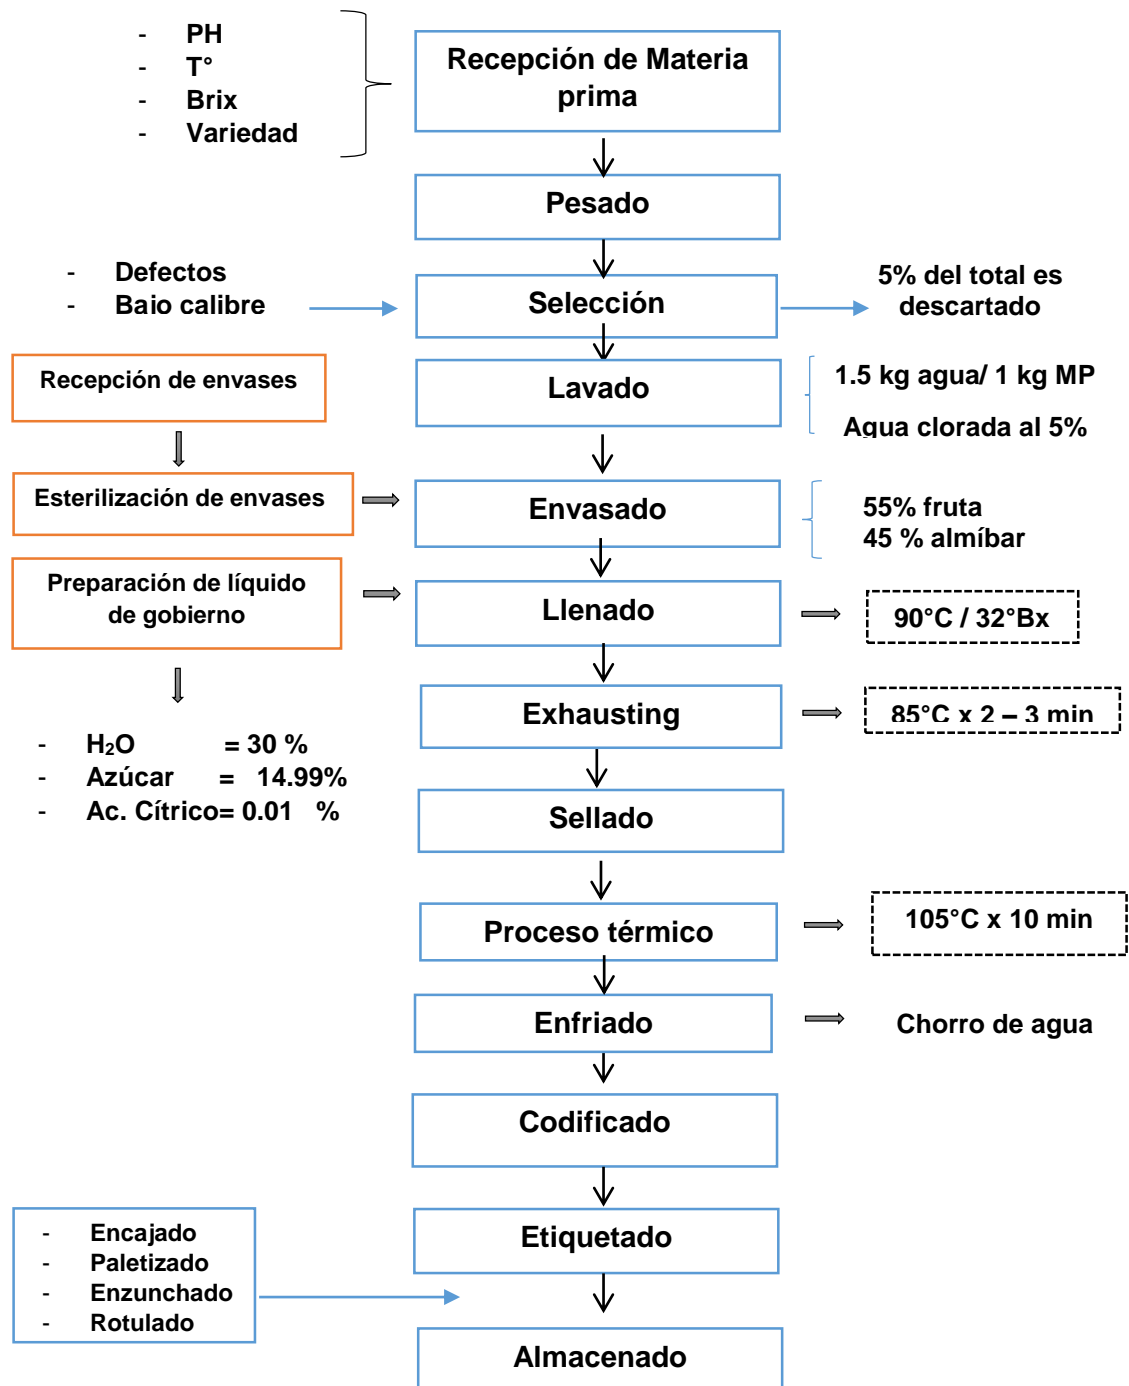 - PH
- T°
- Brix
- Variedad
Recepción de Materia
prima
Pesado
- Defectos
- Baio calibre
Selección
5% del total es
descartado
Recepción de envases
Lavado
1.5 kg agua/ 1 kg MP
Agua clorada al 5%
Esterilización de envases
Envasado
55% fruta
45 % almíbar
Preparación de líquido
de gobierno
Llenado
90°C / 32°Bx
Exhausting
85°C x 2 – 3 min
- H₂O = 30 %
- Azúcar = 14.99%
- Ac. Cítrico= 0.01 %
Sellado
Proceso térmico
105°C x 10 min
Enfriado
Chorro de agua
Codificado
Etiquetado
- Encajado
- Paletizado
- Enzunchado
- Rotulado
Almacenado